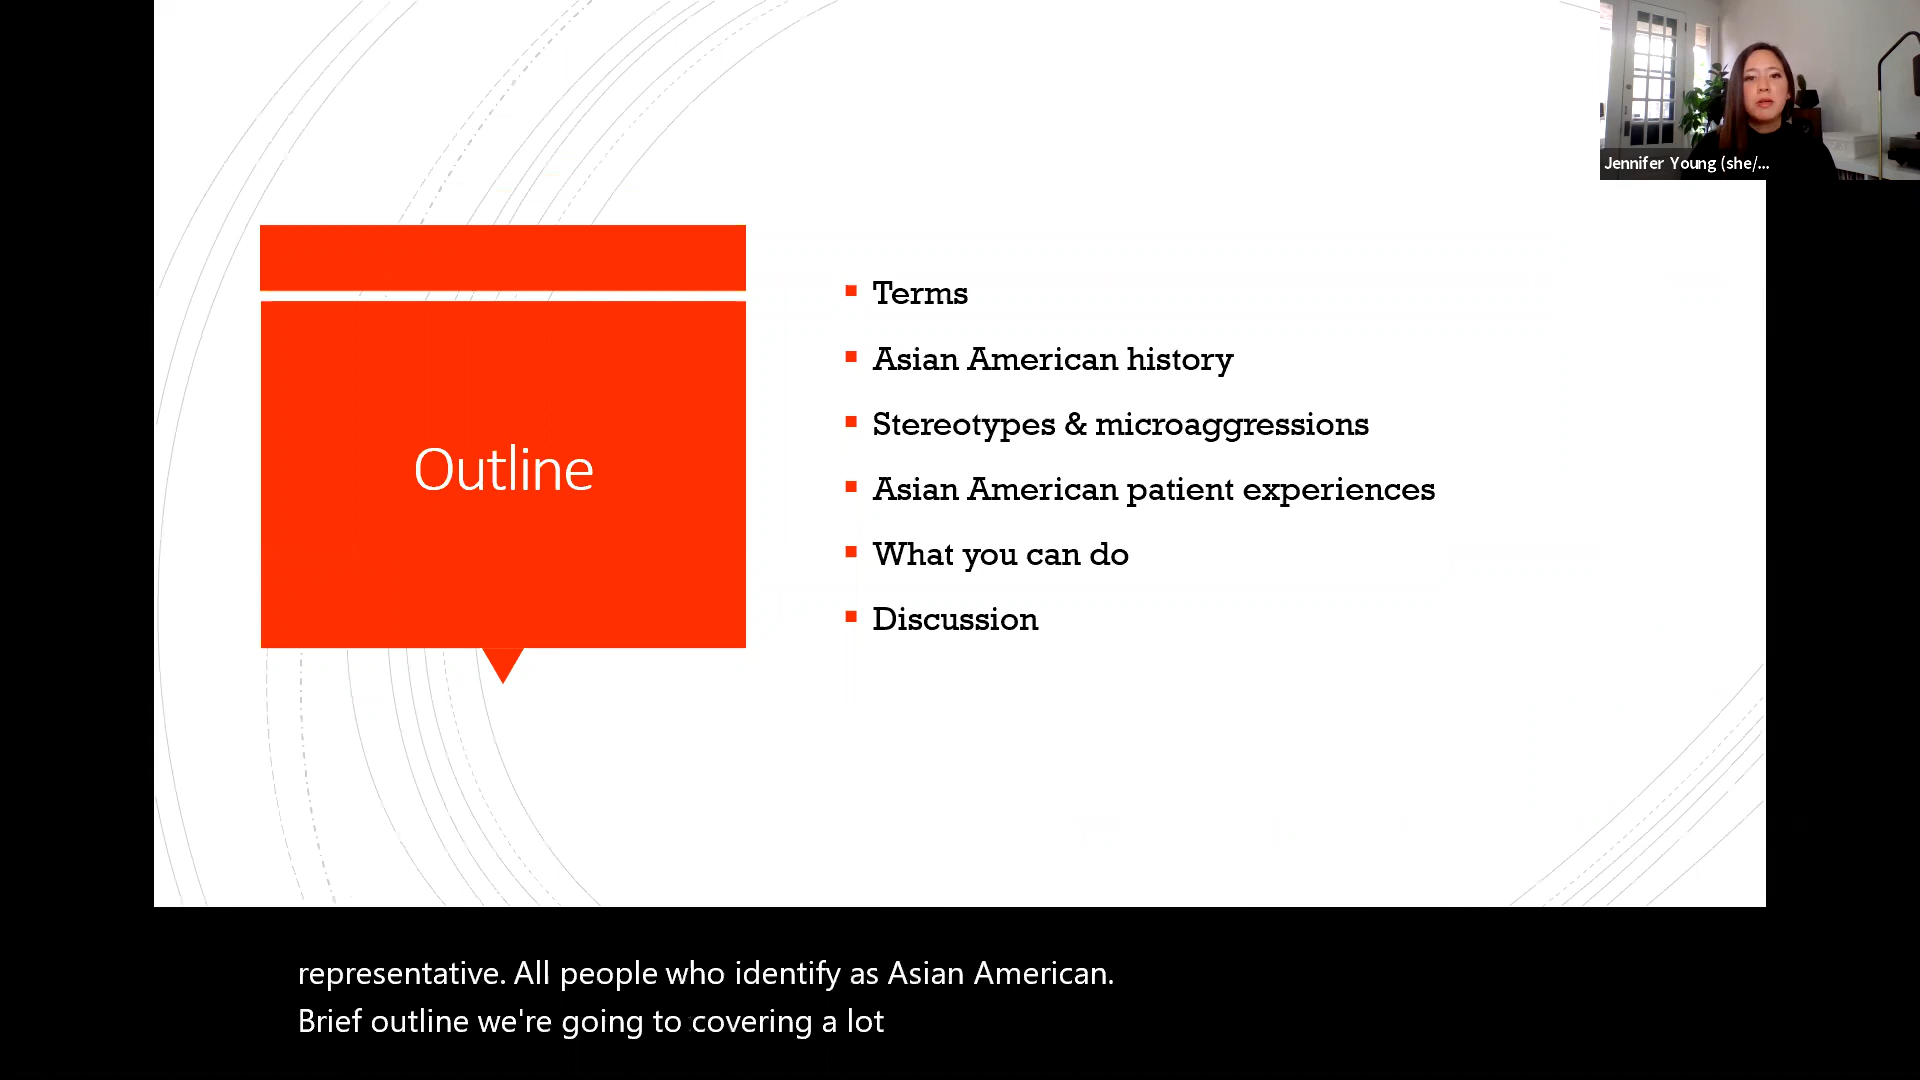 Jennifer Young (she/...
Outline
Terms
Asian American history
Stereotypes & microaggressions
Asian American patient experiences
What you can do
Discussion
representative. All people who identify as Asian American.
Brief outline we're going to covering a lot